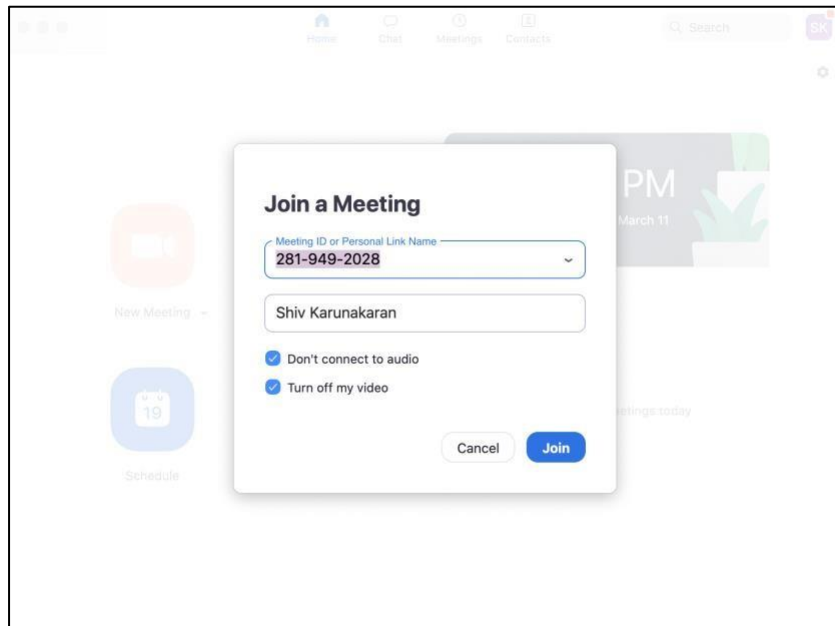 Home
Chat
Meetings
Contacts
Search
SK
PM
March 11
Join a Meeting
Meeting ID or Personal Link Name
281-949-2028
Shiv Karunakaran
Don't connect to audio
Turn off my video
Cancel
Join
New Meeting
19
Schedule
etings today